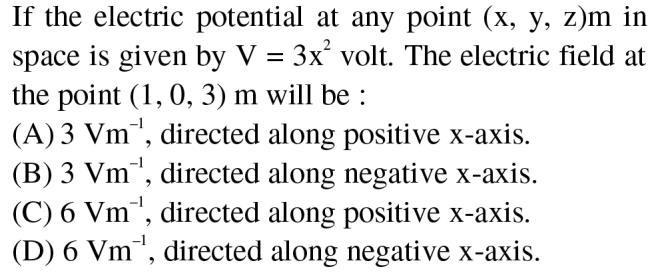 If the electric potential at any point (x, y, z)m in
space is given by V = 3x² volt. The electric field at
the point (1, 0, 3) m will be :
(A) 3 Vm⁻¹, directed along positive x-axis.
(B) 3 Vm⁻¹, directed along negative x-axis.
(C) 6 Vm⁻¹, directed along positive x-axis.
(D) 6 Vm⁻¹, directed along negative x-axis.